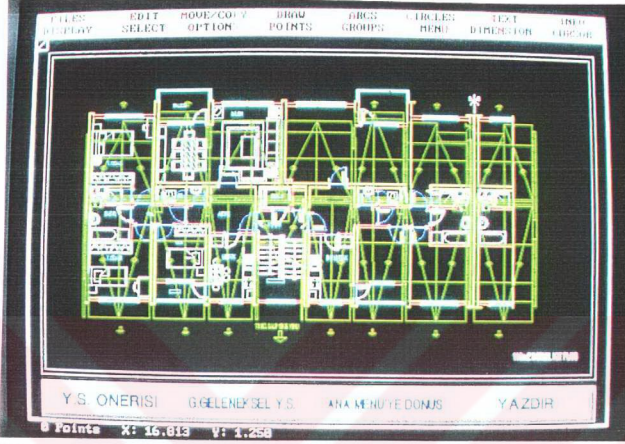 FILES EDIT MOVE/COPY DRAW ARCS CIRCLES TEXT INFO
DISPLAY SELECT OPTION POINTS GROUPS MENU DIMENSION CURSOR
Y.S. ONERISI G.GELENEKSEL Y.S. ANA MENUYE DONUS YAZDIR
0 Points X: 16.813 Y: 1.258